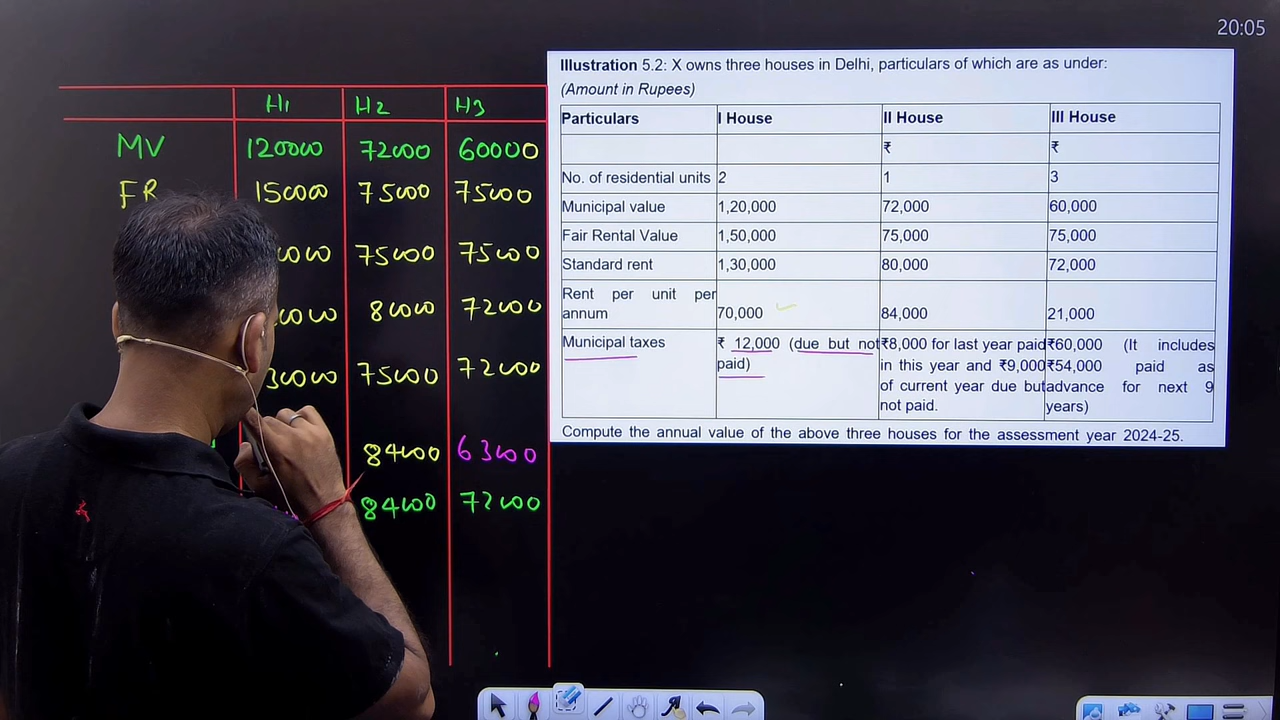 20:05
H1 H2 H3
MV 120000 72000 60000
FR 150000 75000 75000
75000 75000
80000 72000
75000 72000
84000 63000
84000 72000
Illustration 5.2: X owns three houses in Delhi, particulars of which are as under:
(Amount in Rupees)
Particulars I House II House III House
₹ ₹
No. of residential units 2 1 3
Municipal value 1,20,000 72,000 60,000
Fair Rental Value 1,50,000 75,000 75,000
Standard rent 1,30,000 80,000 72,000
Rent per unit per annum 70,000 84,000 21,000
Municipal taxes ₹ 12,000 (due but not paid) ₹8,000 for last year paid in this year and ₹9,000 of current year due but not paid. ₹60,000 (It includes ₹54,000 paid as advance for next 9 years)
Compute the annual value of the above three houses for the assessment year 2024-25.